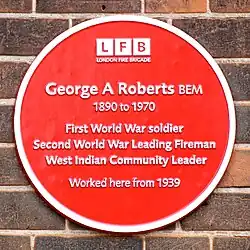 LFB
LONDON FIRE BRIGADE
George A Roberts BEM
1890 to 1970
First World War soldier
Second World War Leading Fireman
West Indian Community Leader
Worked here from 1939